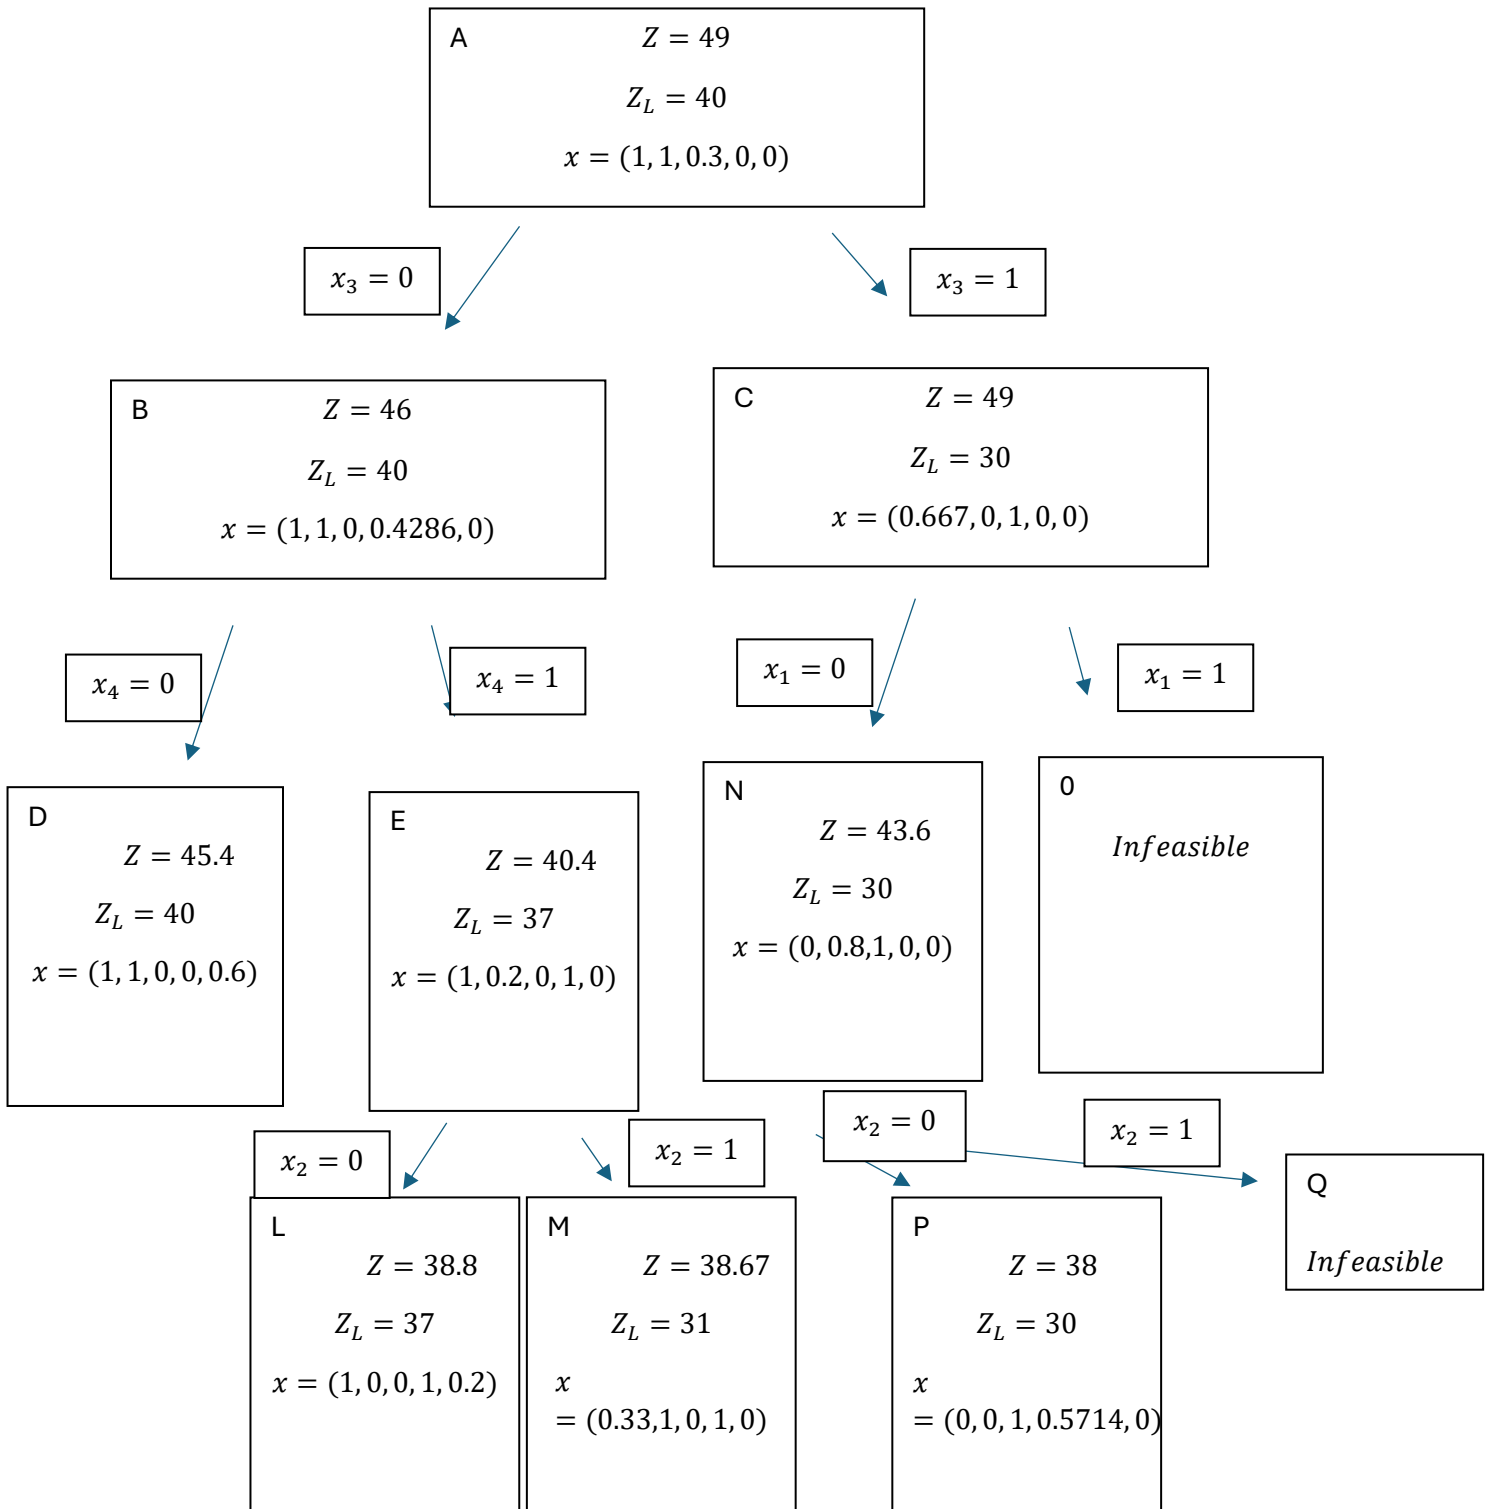 A
Z = 49
Z_L = 40
x = (1, 1, 0.3, 0, 0)
x_3 = 0
x_3 = 1
B
Z = 46
Z_L = 40
x = (1, 1, 0, 0.4286, 0)
C
Z = 49
Z_L = 30
x = (0.667, 0, 1, 0, 0)
x_4 = 0
x_4 = 1
x_1 = 0
x_1 = 1
D
Z = 45.4
Z_L = 40
x = (1, 1, 0, 0, 0.6)
E
Z = 40.4
Z_L = 37
x = (1, 0.2, 0, 1, 0)
N
Z = 43.6
Z_L = 30
x = (0, 0.8,1, 0, 0)
0
Infeasible
x_2 = 0
x_2 = 1
x_2 = 0
x_2 = 1
L
Z = 38.8
Z_L = 37
x = (1, 0, 0, 1, 0.2)
M
Z = 38.67
Z_L = 31
x
= (0.33,1, 0, 1, 0)
P
Z = 38
Z_L = 30
x
= (0, 0, 1, 0.5714, 0)
Q
Infeasible